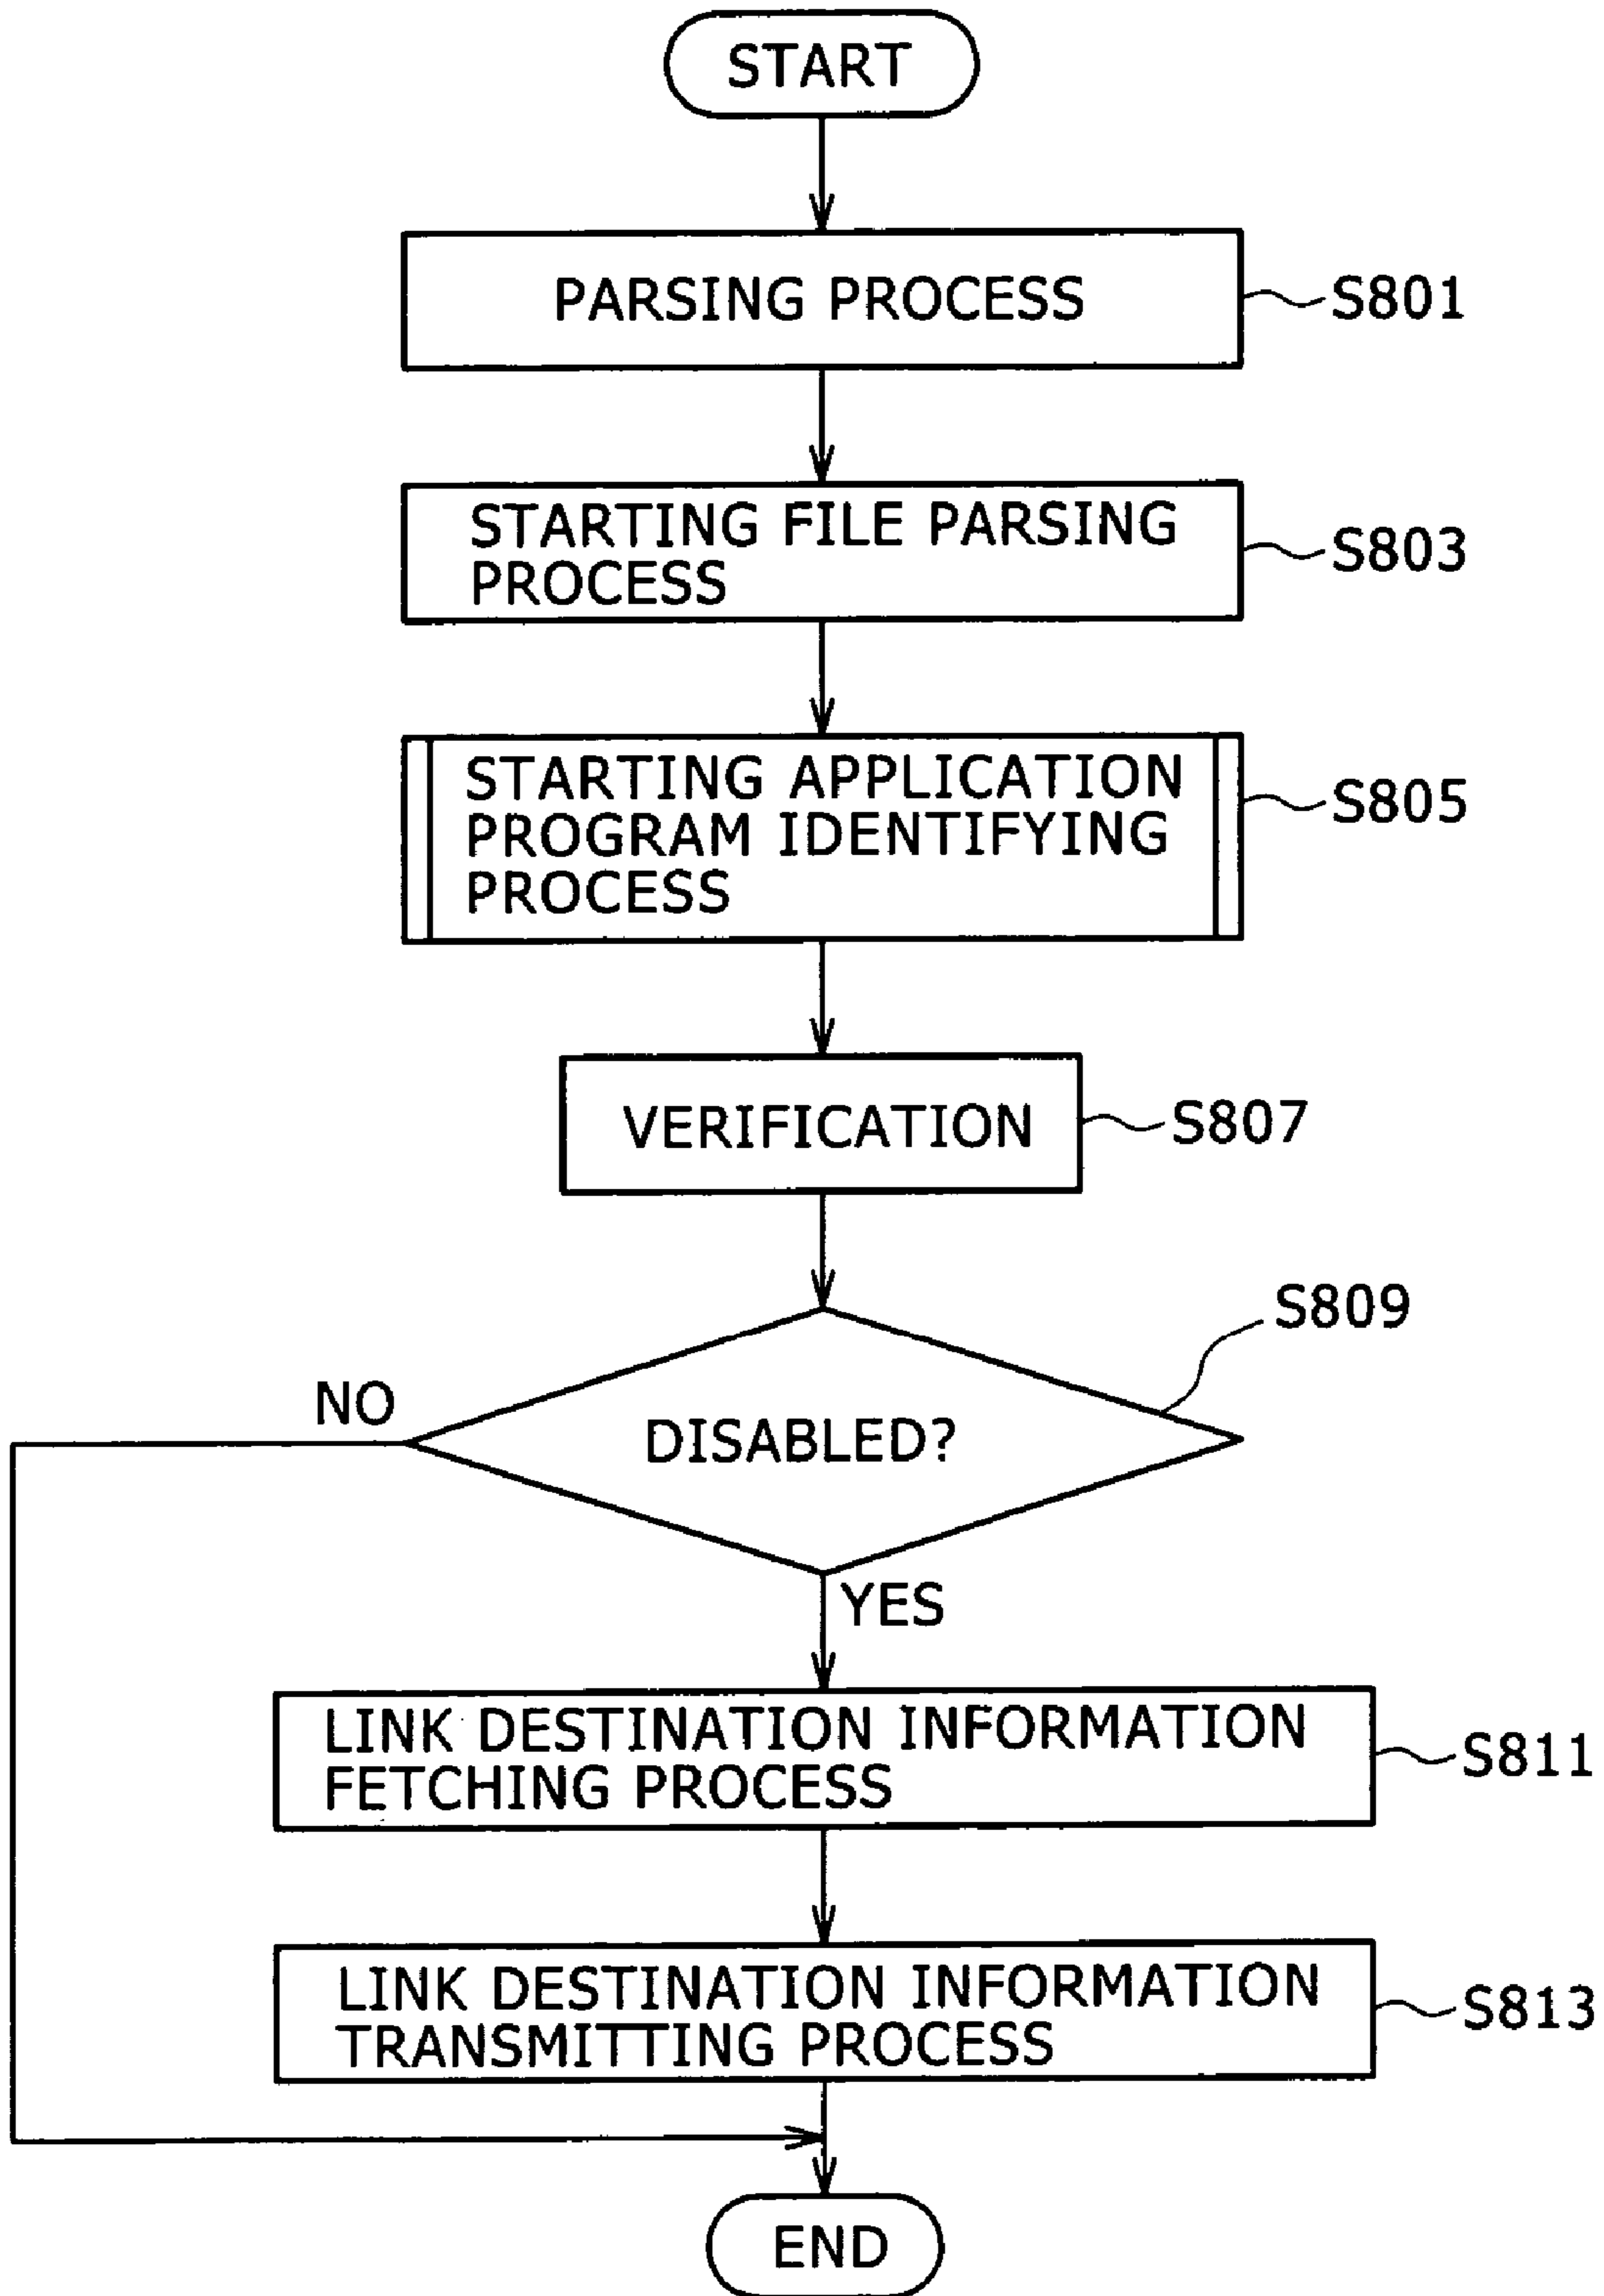 START
PARSING PROCESS
S801
STARTING FILE PARSING
PROCESS
S803
STARTING APPLICATION
PROGRAM IDENTIFYING
PROCESS
S805
VERIFICATION
S807
S809
NO
DISABLED?
YES
LINK DESTINATION INFORMATION
FETCHING PROCESS
S811
LINK DESTINATION INFORMATION
TRANSMITTING PROCESS
S813
END